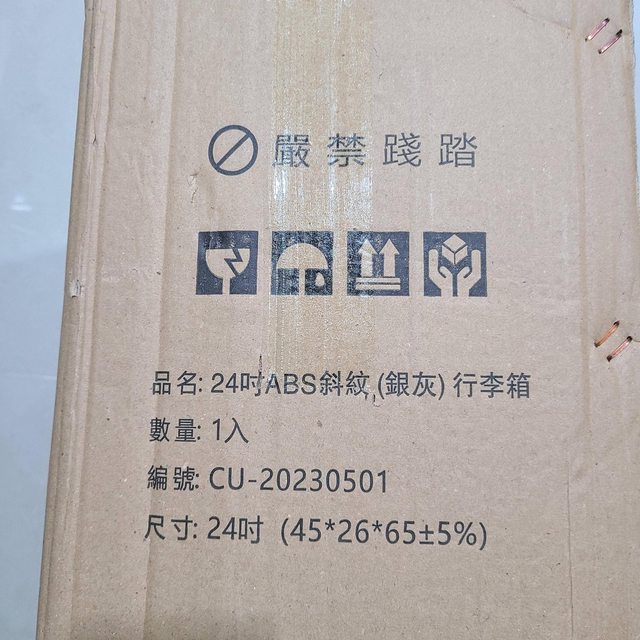 嚴禁踐踏
品名: 24吋ABS斜紋 (銀灰) 行李箱
數量: 1入
編號: CU-20230501
尺寸: 24吋 (45*26*65±5%)